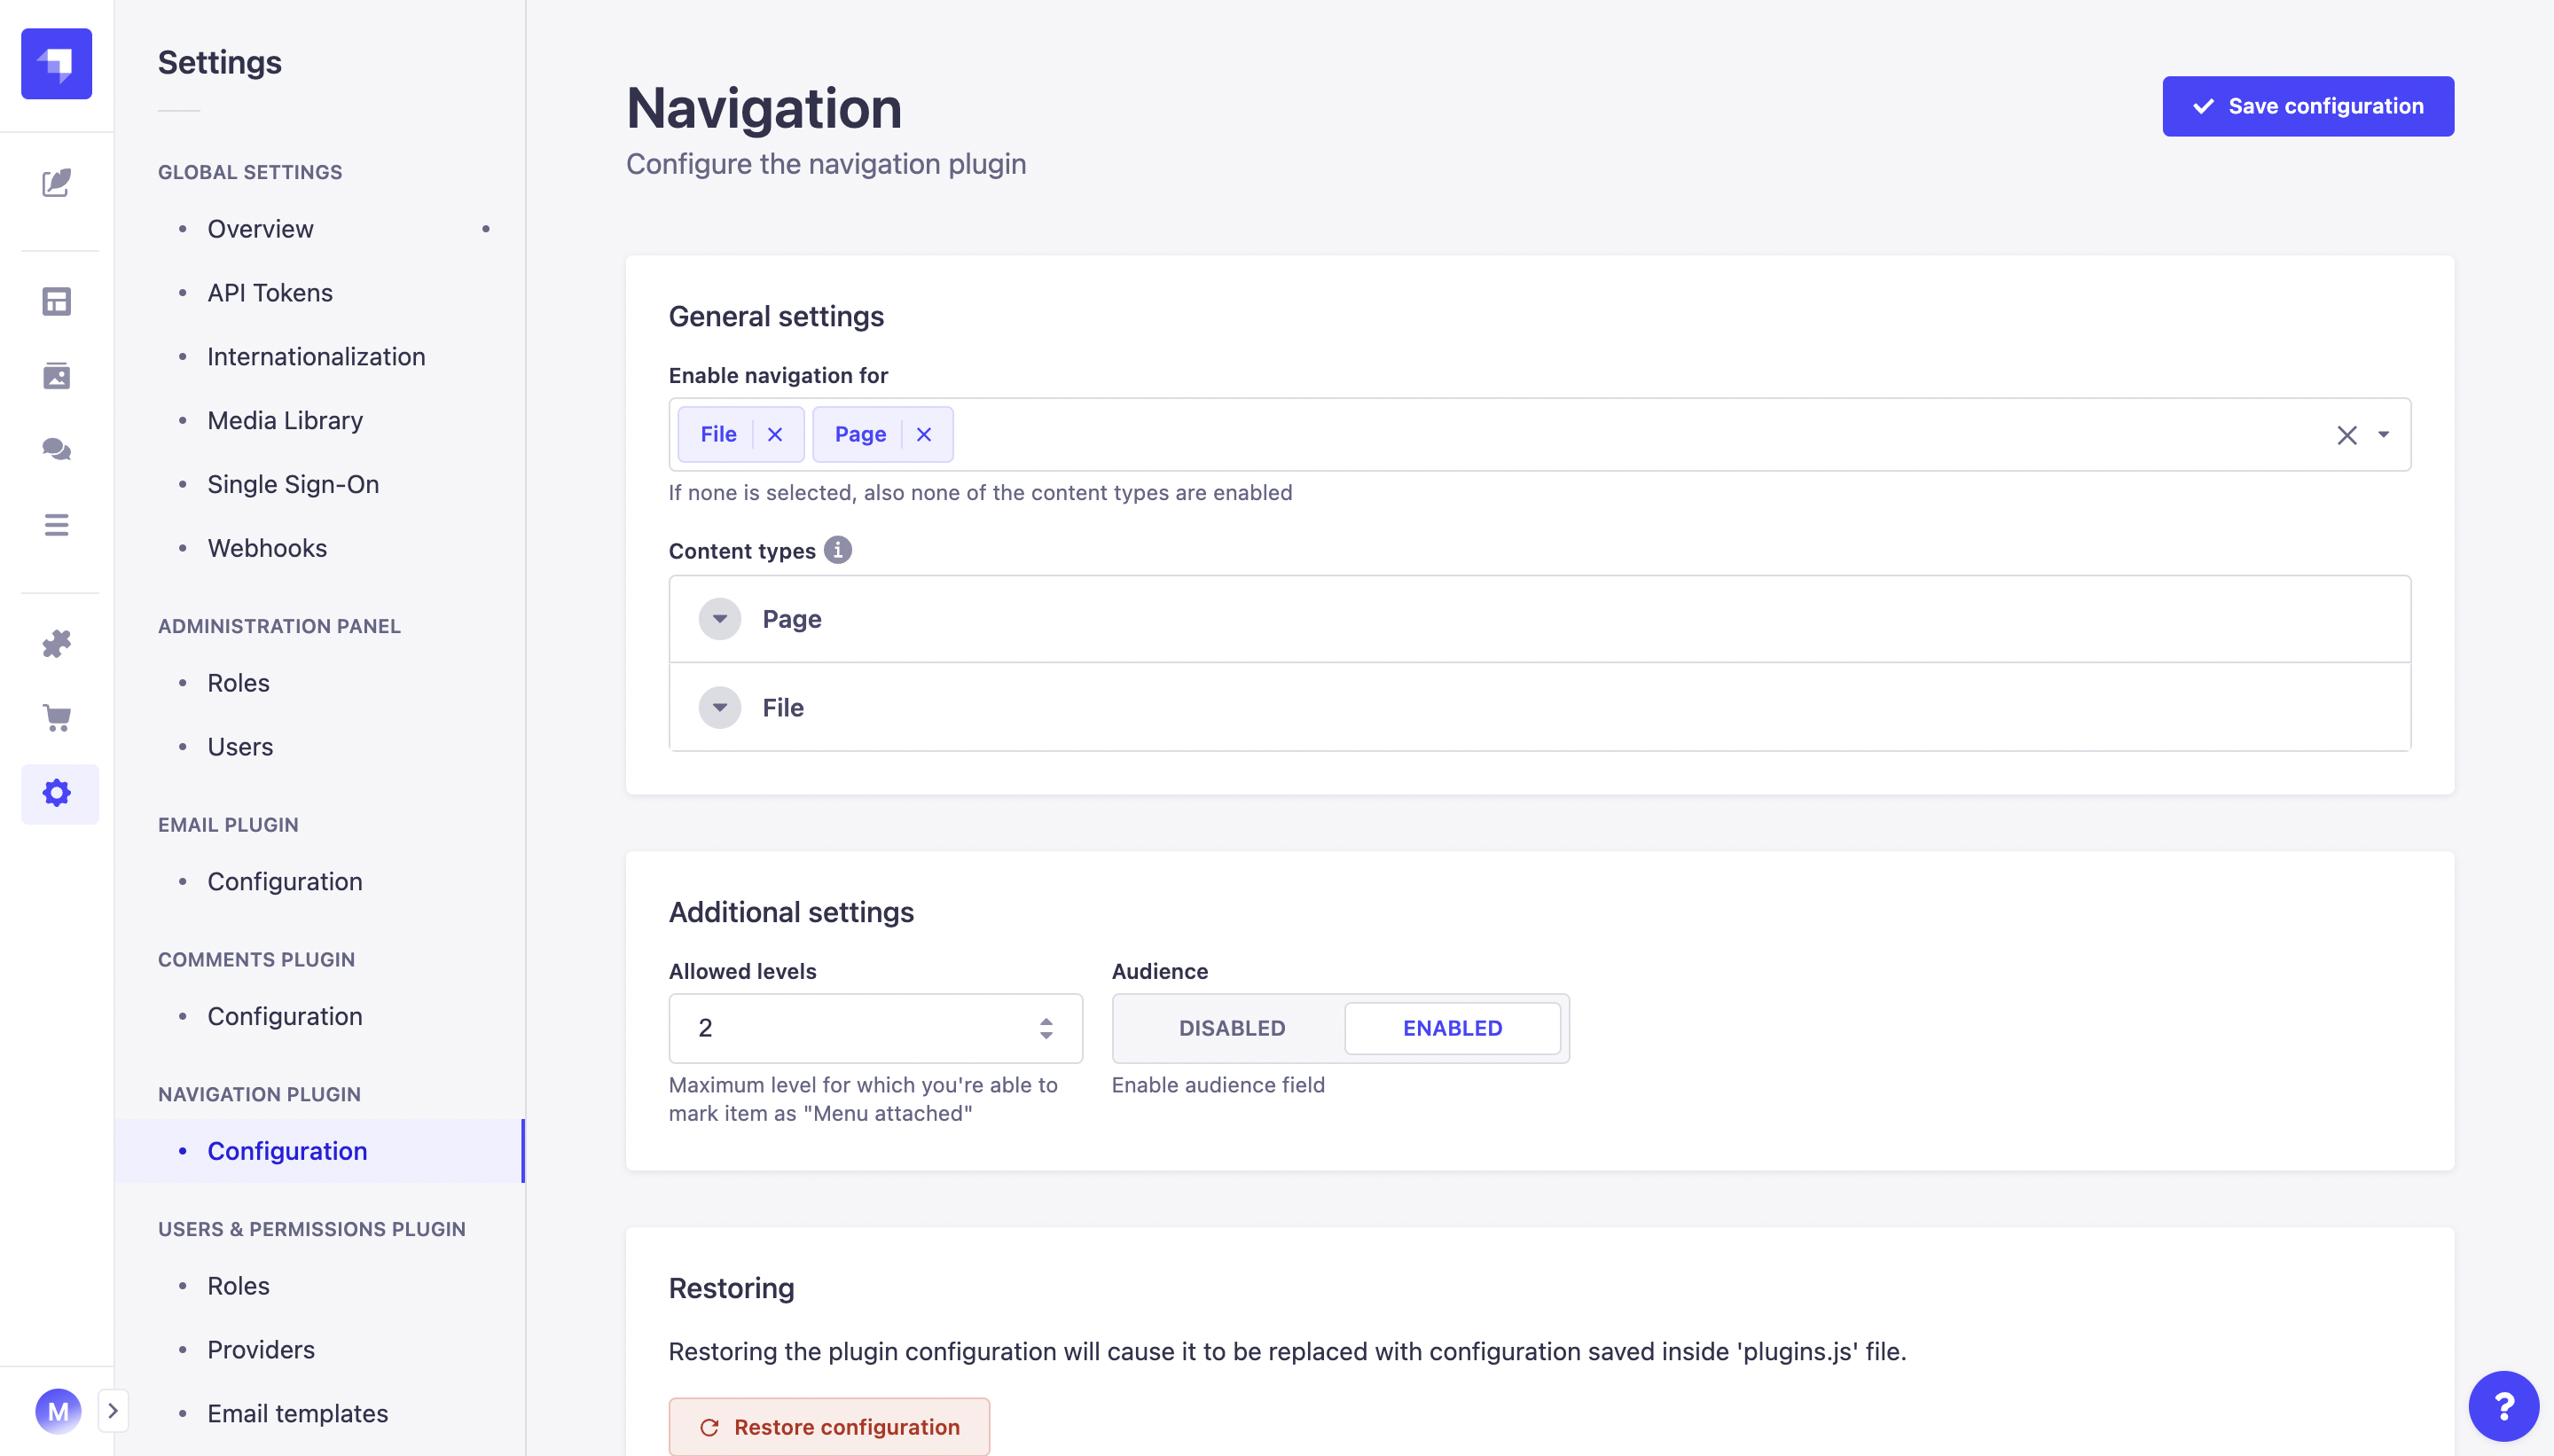 Settings
GLOBAL SETTINGS
Overview
API Tokens
Internationalization
Media Library
Single Sign-On
Webhooks
ADMINISTRATION PANEL
Roles
Users
EMAIL PLUGIN
Configuration
COMMENTS PLUGIN
Configuration
NAVIGATION PLUGIN
Configuration
USERS & PERMISSIONS PLUGIN
Roles
Providers
Email templates
M
Navigation
Configure the navigation plugin
Save configuration
General settings
Enable navigation for
File
Page
If none is selected, also none of the content types are enabled
Content types
Page
File
Additional settings
Allowed levels
2
Maximum level for which you're able to
mark item as "Menu attached"
Audience
DISABLED
ENABLED
Enable audience field
Restoring
Restoring the plugin configuration will cause it to be replaced with configuration saved inside 'plugins.js' file.
Restore configuration
?